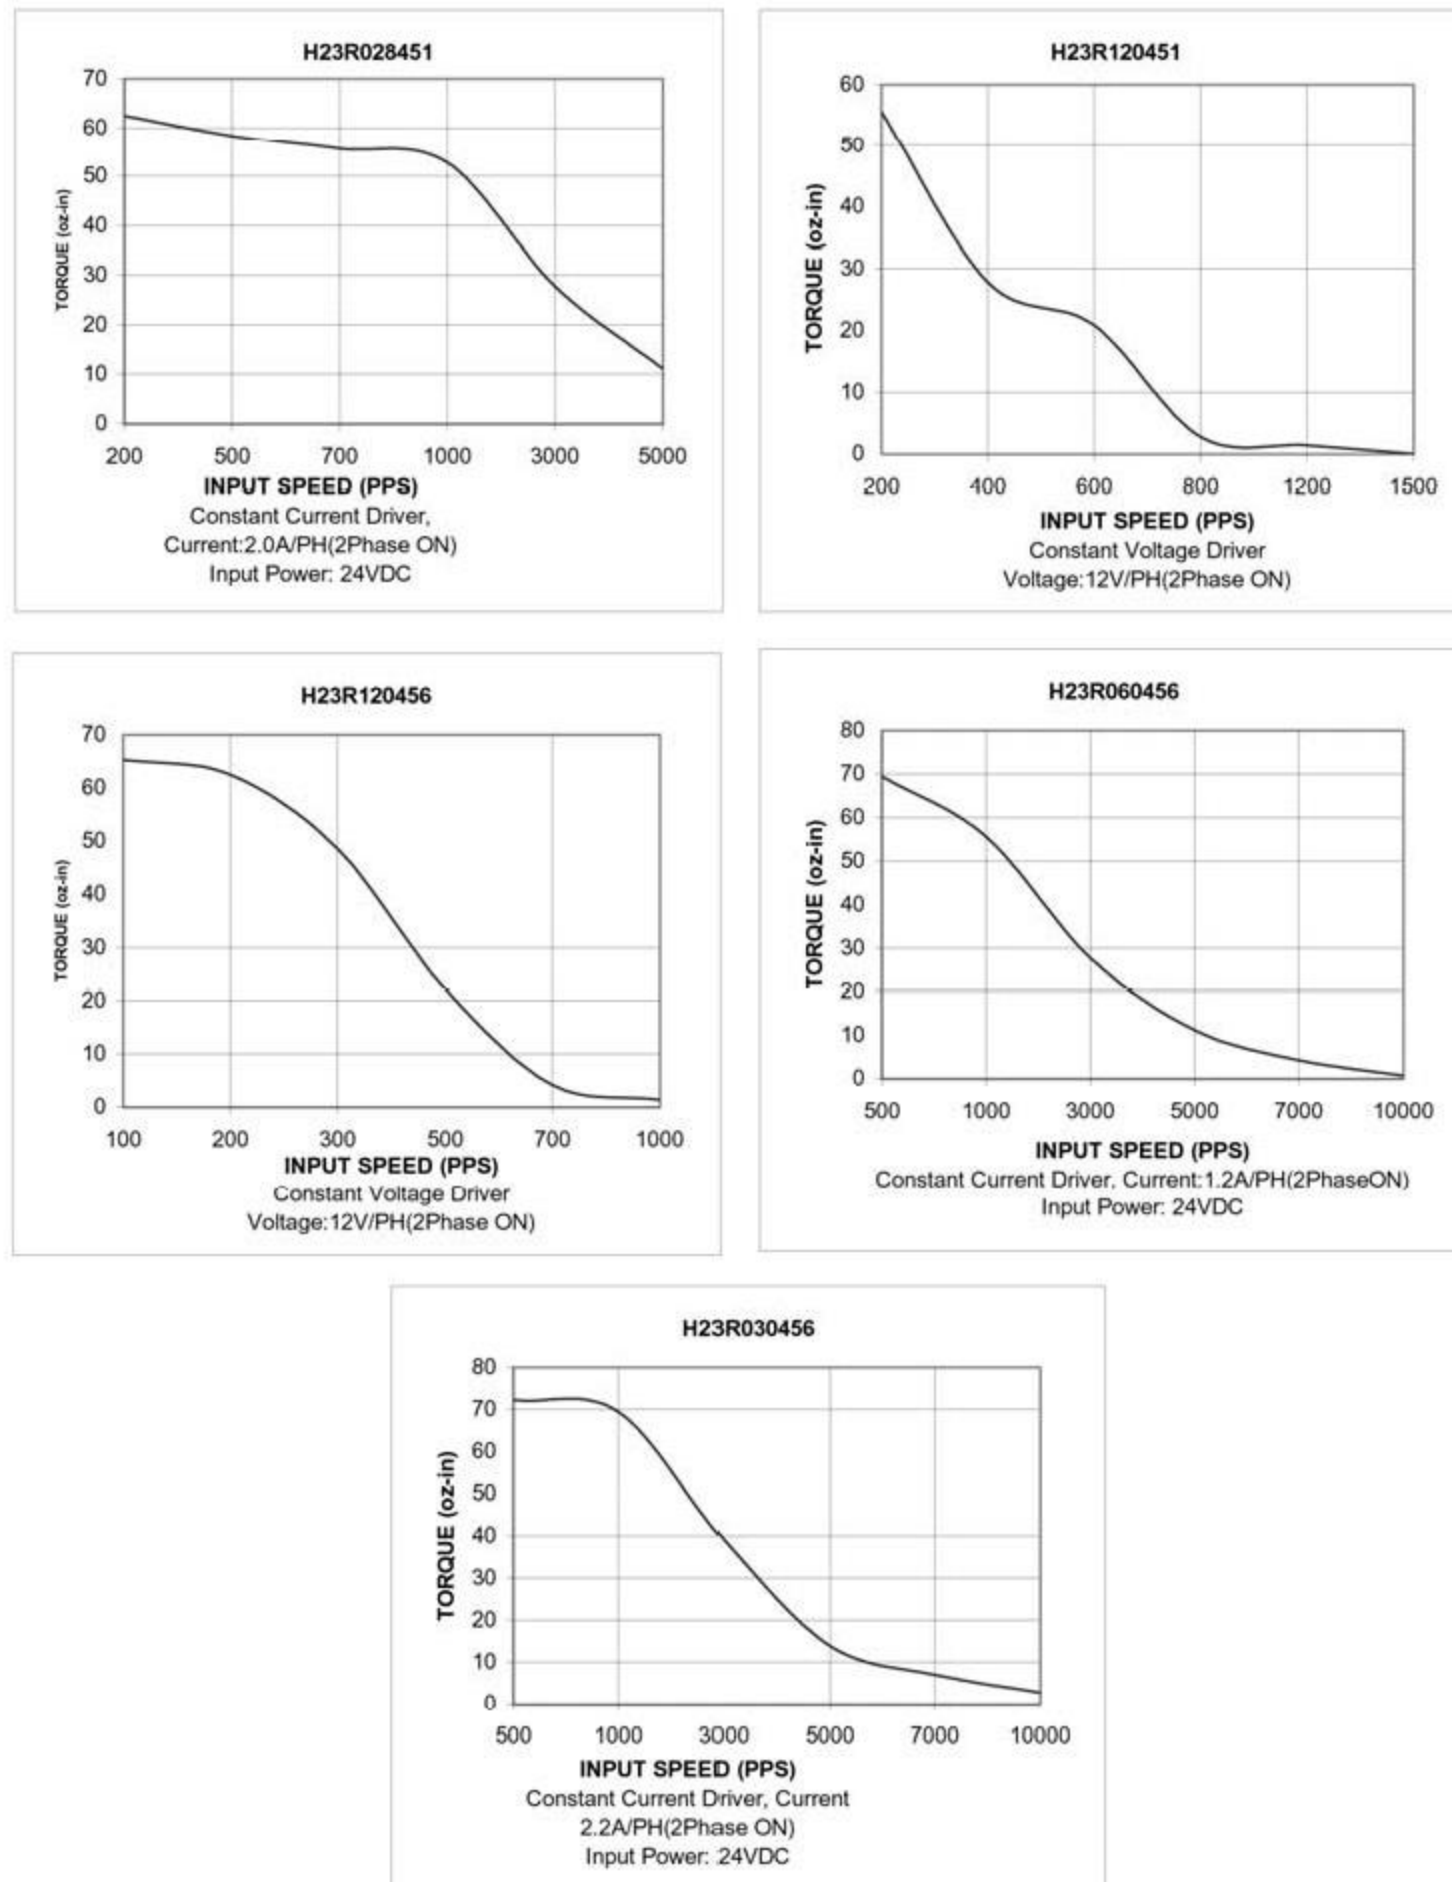 H23R028451
70
60
50
40
30
20
10
0
TORQUE (oz-in)
200 500 700 1000 3000 5000
INPUT SPEED (PPS)
Constant Current Driver,
Current:2.0A/PH(2Phase ON)
Input Power: 24VDC
H23R120451
60
50
40
30
20
10
0
TORQUE (oz-in)
200 400 600 800 1200 1500
INPUT SPEED (PPS)
Constant Voltage Driver
Voltage:12V/PH(2Phase ON)
H23R120456
70
60
50
40
30
20
10
0
TORQUE (oz-in)
100 200 300 500 700 1000
INPUT SPEED (PPS)
Constant Voltage Driver
Voltage:12V/PH(2Phase ON)
H23R060456
80
70
60
50
40
30
20
10
0
TORQUE (oz-in)
500 1000 3000 5000 7000 10000
INPUT SPEED (PPS)
Constant Current Driver, Current:1.2A/PH(2PhaseON)
Input Power: 24VDC
H23R030456
80
70
60
50
40
30
20
10
0
TORQUE (oz-in)
500 1000 3000 5000 7000 10000
INPUT SPEED (PPS)
Constant Current Driver, Current
2.2A/PH(2Phase ON)
Input Power: 24VDC